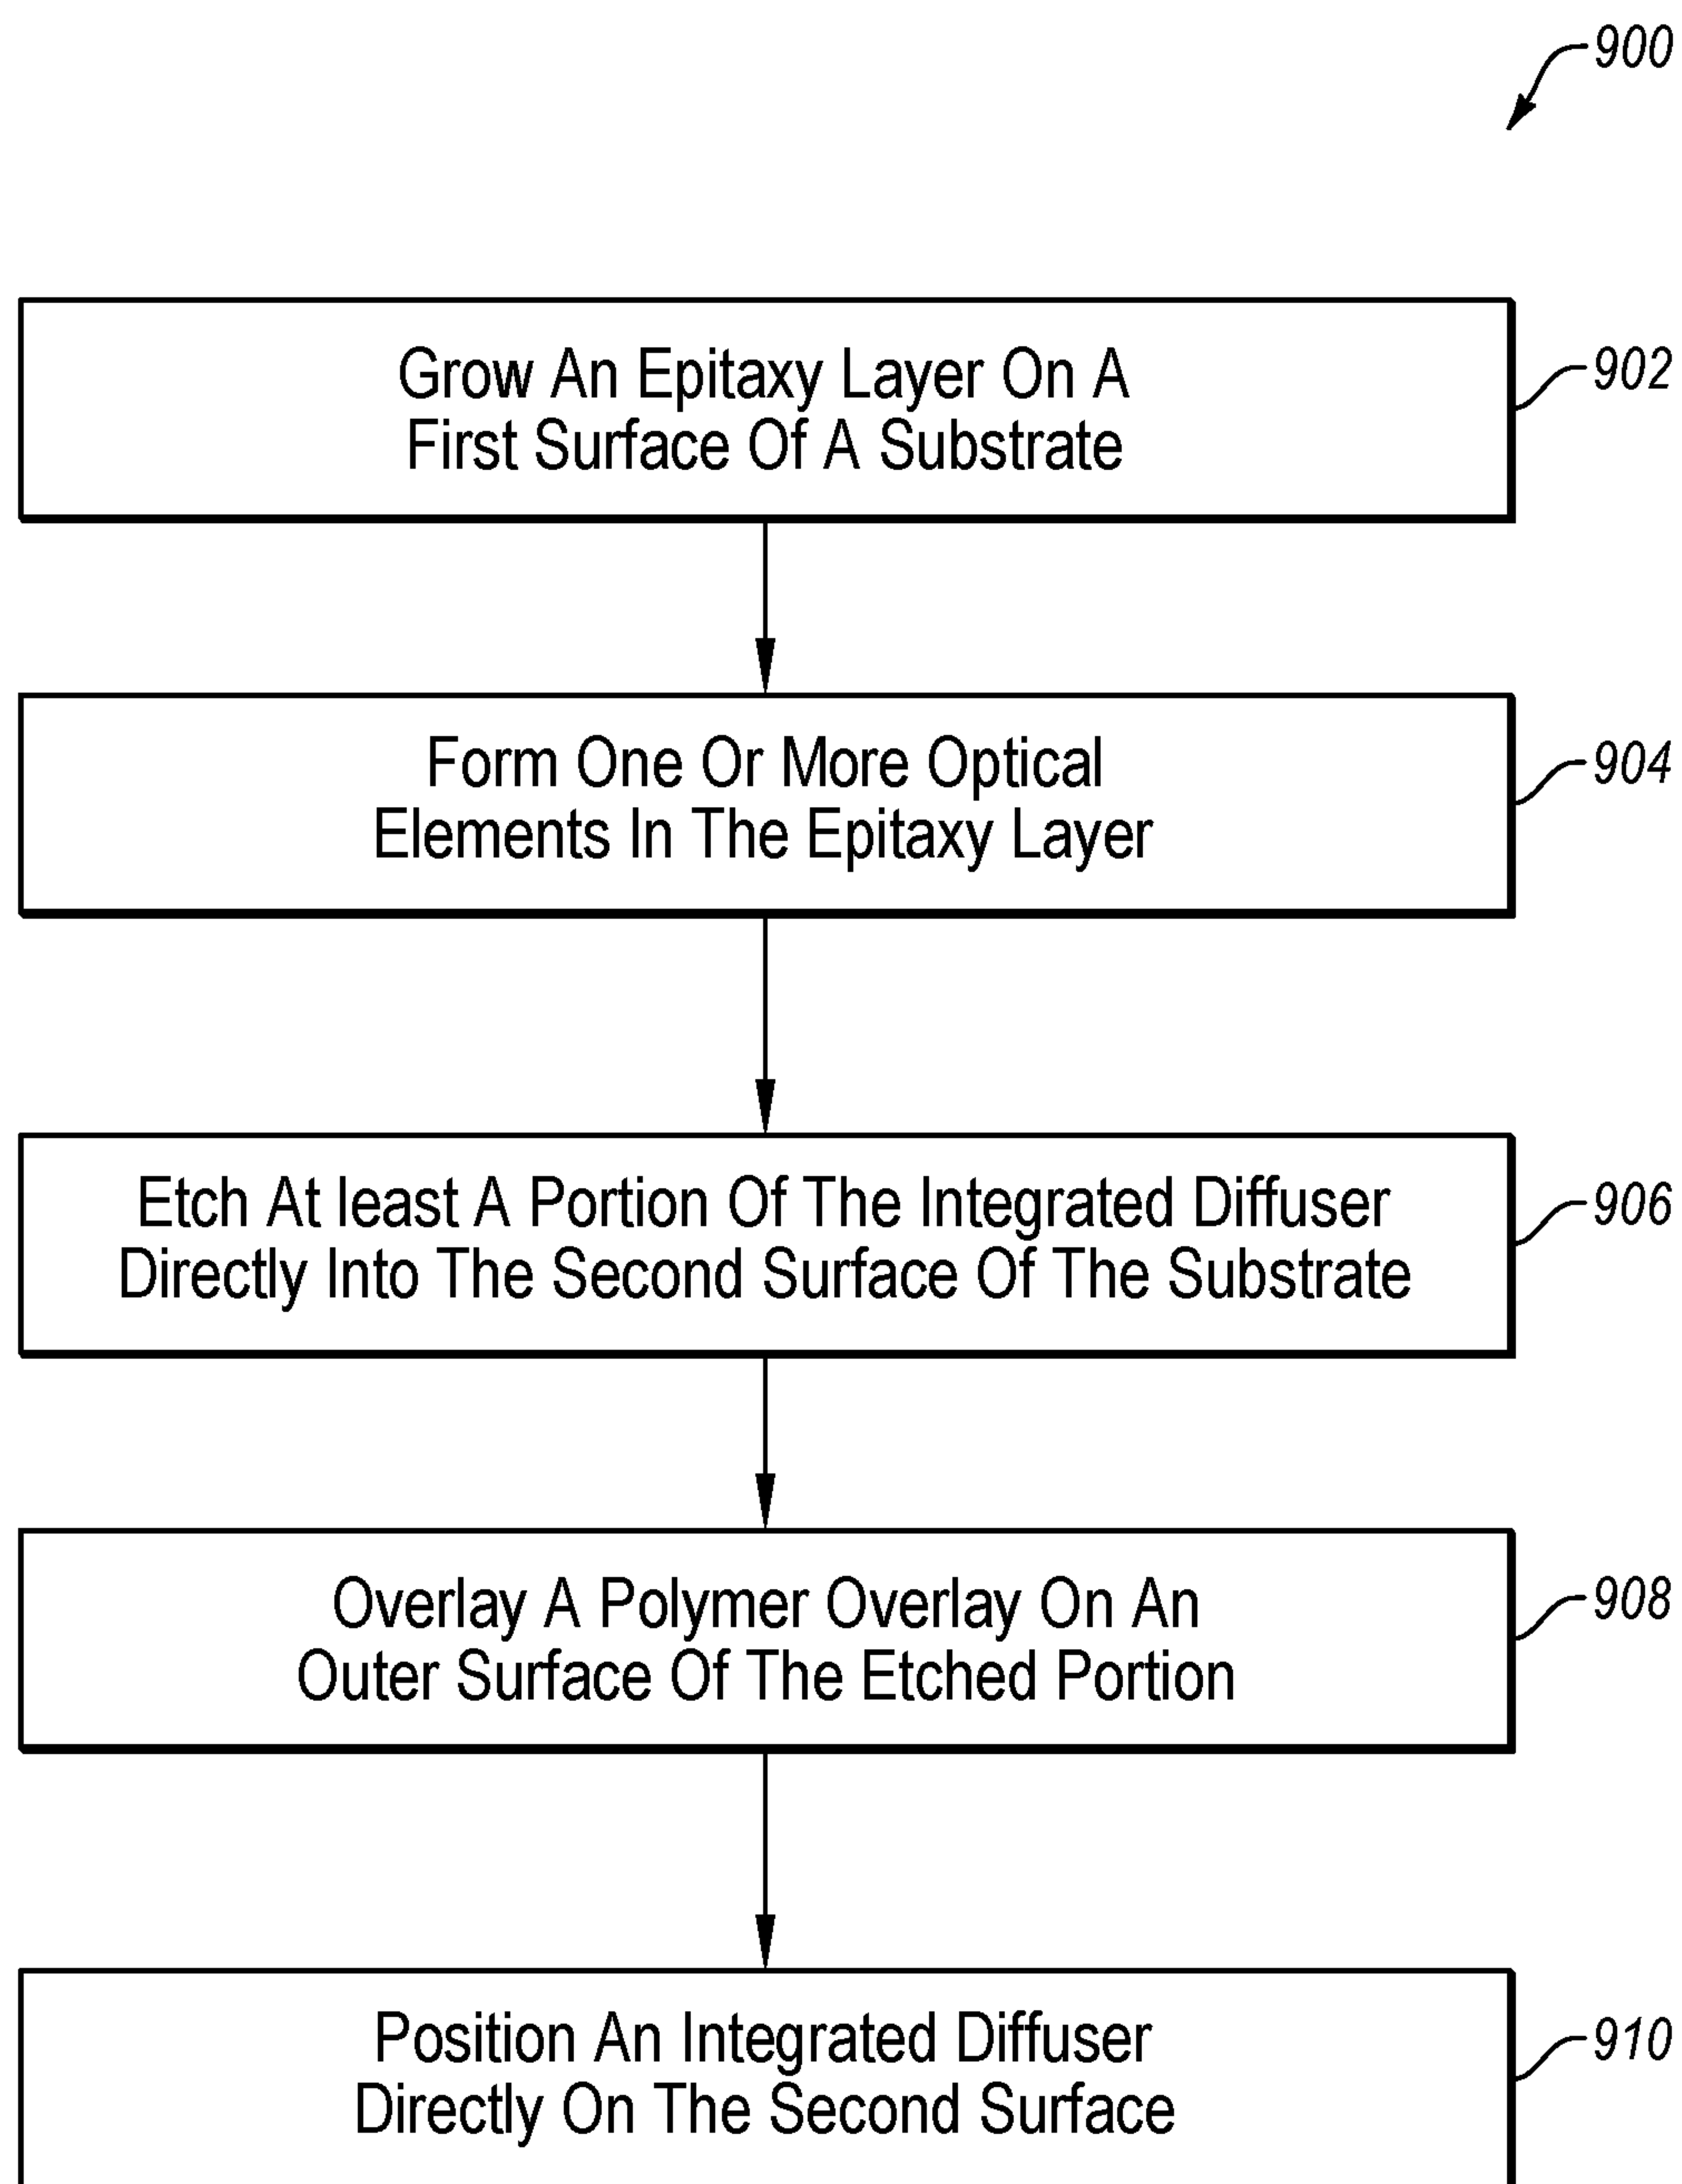 900
Grow An Epitaxy Layer On A
First Surface Of A Substrate
902
Form One Or More Optical
Elements In The Epitaxy Layer
904
Etch At least A Portion Of The Integrated Diffuser
Directly Into The Second Surface Of The Substrate
906
Overlay A Polymer Overlay On An
Outer Surface Of The Etched Portion
908
Position An Integrated Diffuser
Directly On The Second Surface
910